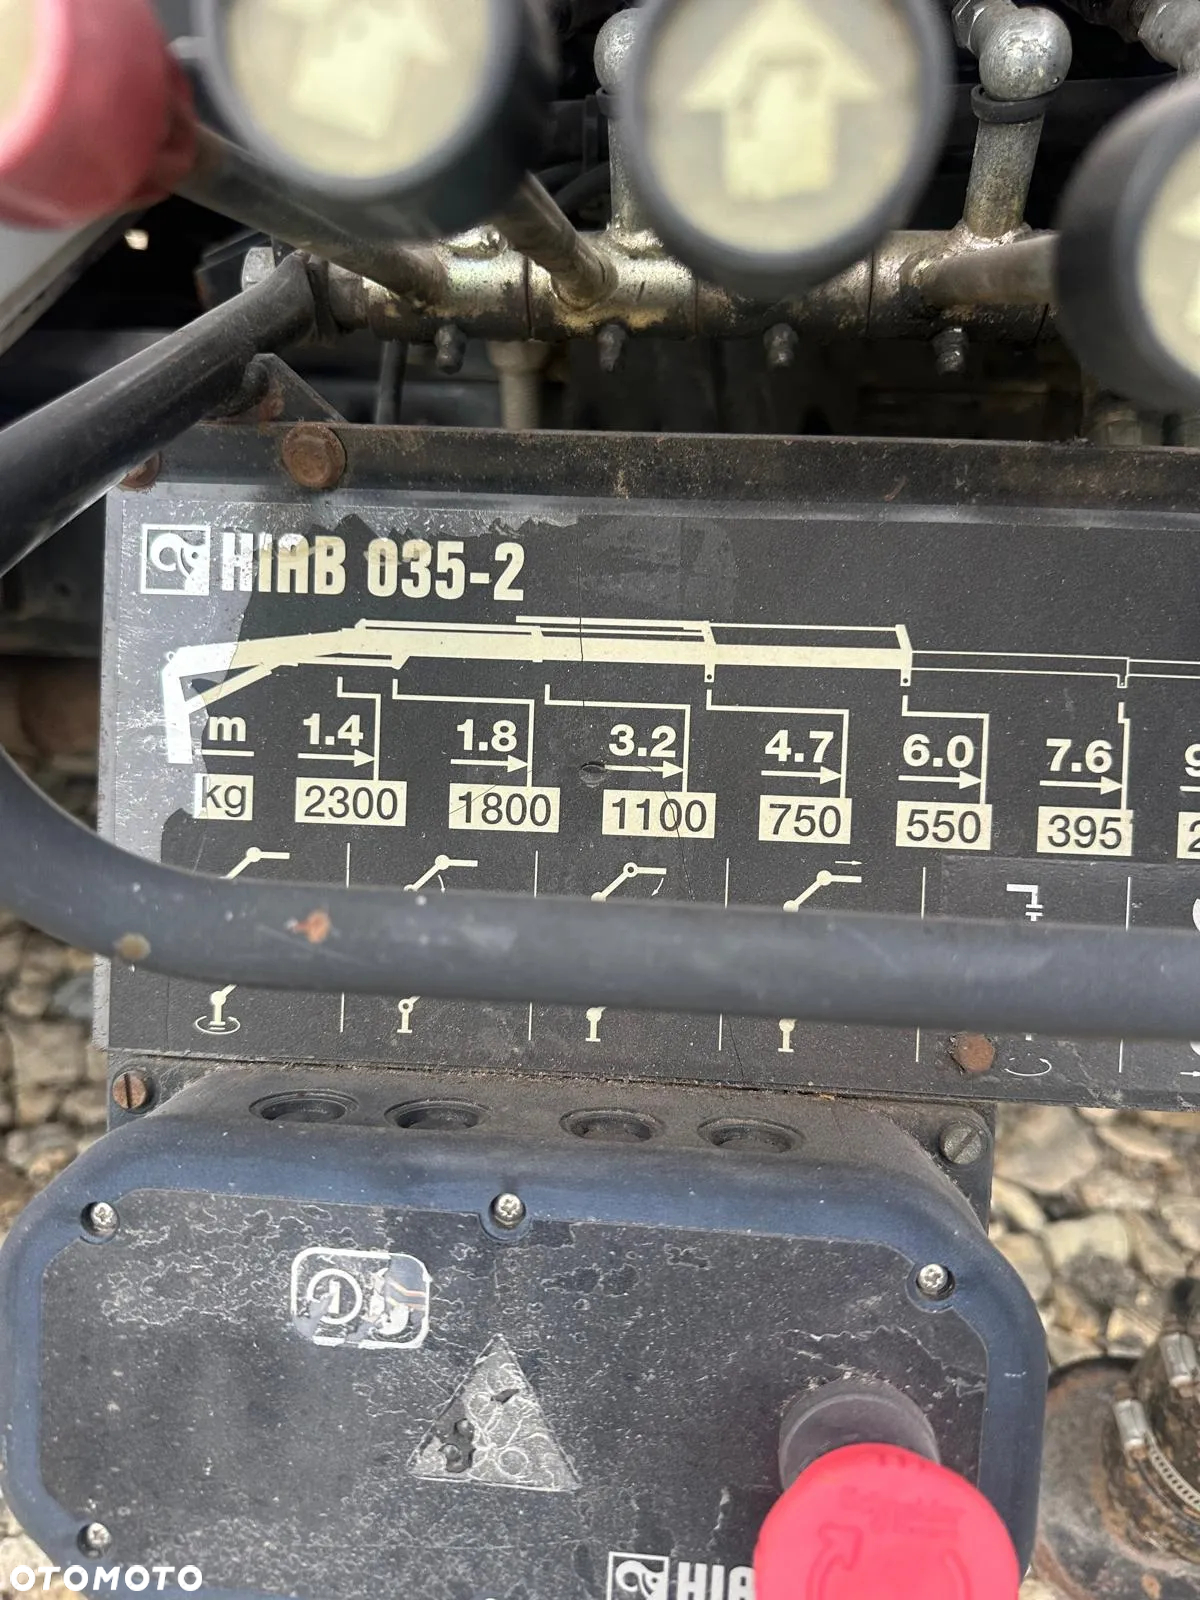 HIAB 035-2
m 1.4 1.8 3.2 4.7 6.0 7.6
kg 2300 1800 1100 750 550 395
OTOMOTO